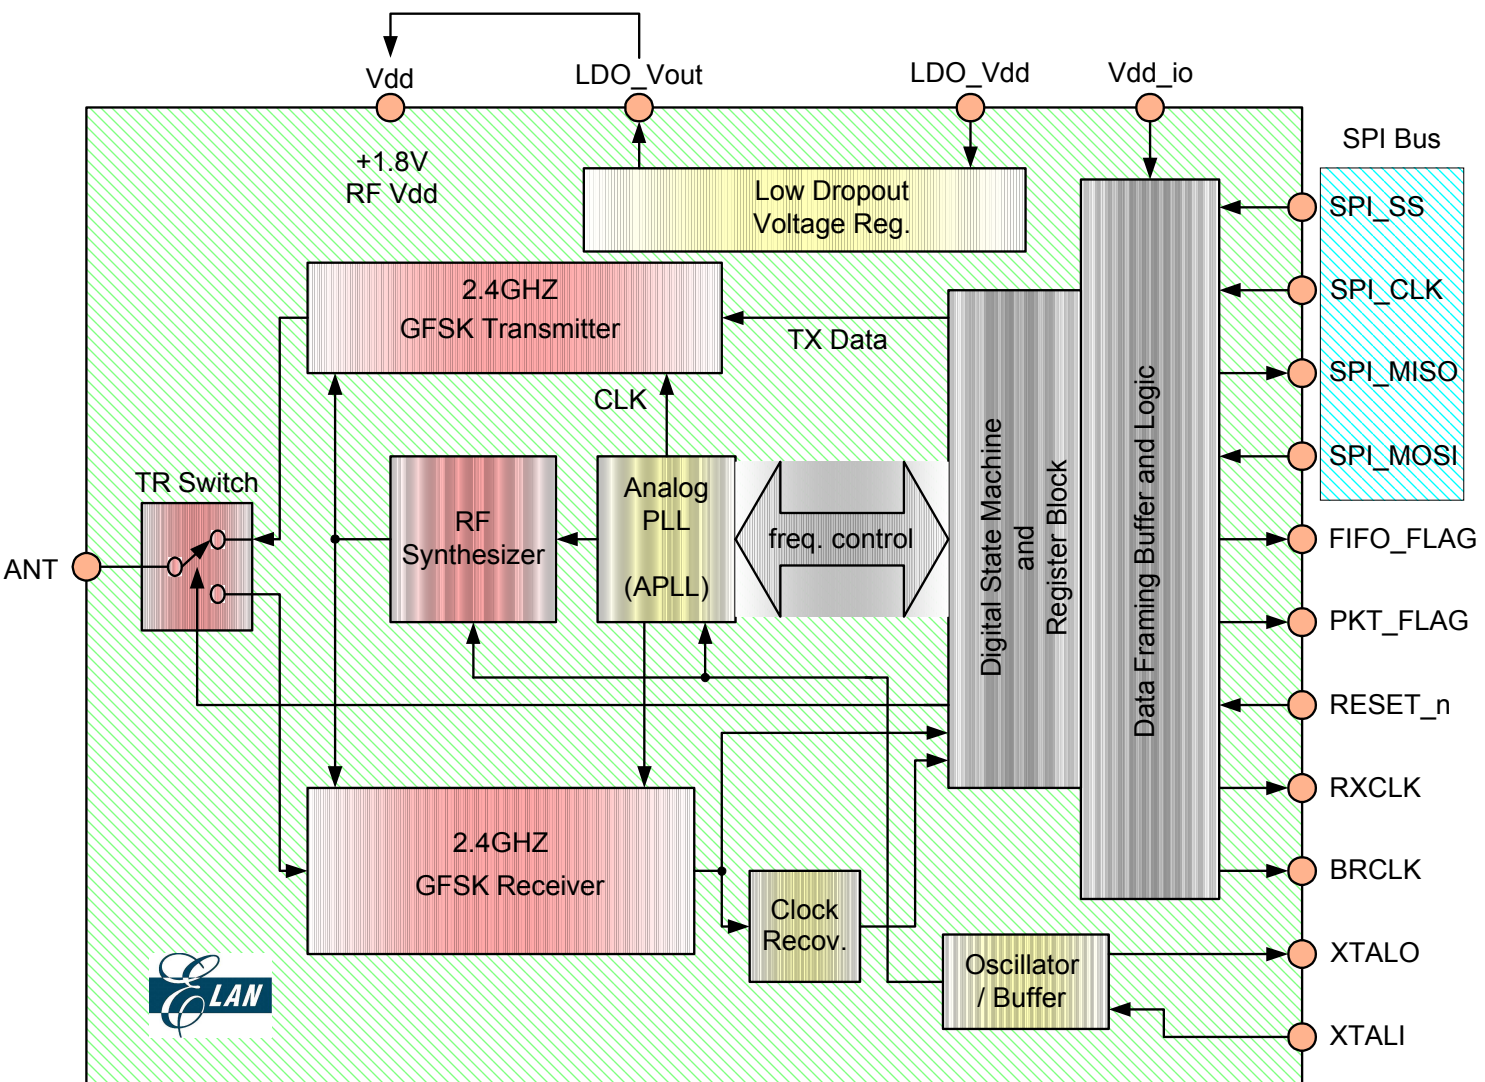 Vdd
LDO_Vout
LDO_Vdd
Vdd_io
+1.8V
RF Vdd
Low Dropout
Voltage Reg.
SPI Bus
SPI_SS
SPI_CLK
SPI_MISO
SPI_MOSI
FIFO_FLAG
PKT_FLAG
RESET_n
RXCLK
BRCLK
XTALO
XTALI
2.4GHZ
GFSK Transmitter
TX Data
CLK
TR Switch
ANT
RF
Synthesizer
Analog
PLL
(APLL)
freq. control
Digital State Machine
and
Register Block
Data Framing Buffer and Logic
2.4GHZ
GFSK Receiver
Clock
Recov.
Oscillator
/ Buffer
ELAN